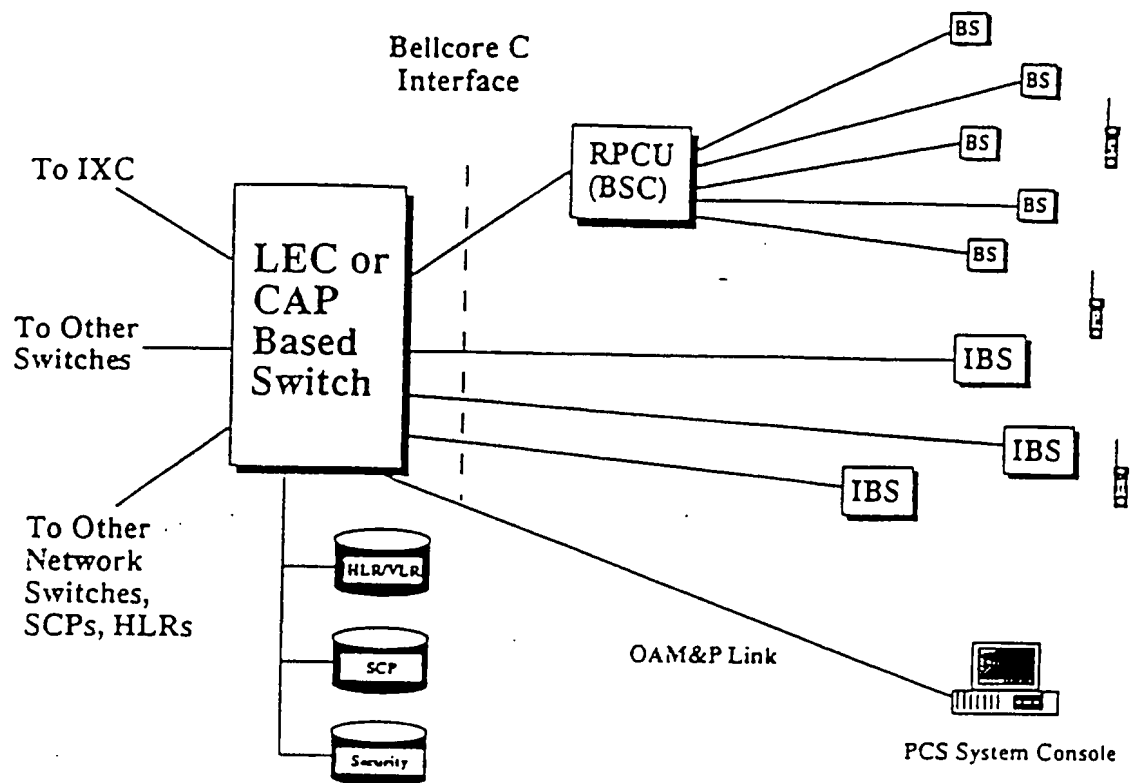 Bellcore C
Interface
BS
BS
BS
BS
BS
RPCU
(BSC)
To IXC
LEC or
CAP
Based
Switch
To Other
Switches
IBS
IBS
IBS
To Other
Network
Switches,
SCPs, HLRs
HLR/VLR
SCP
Security
OAM&P Link
PCS System Console